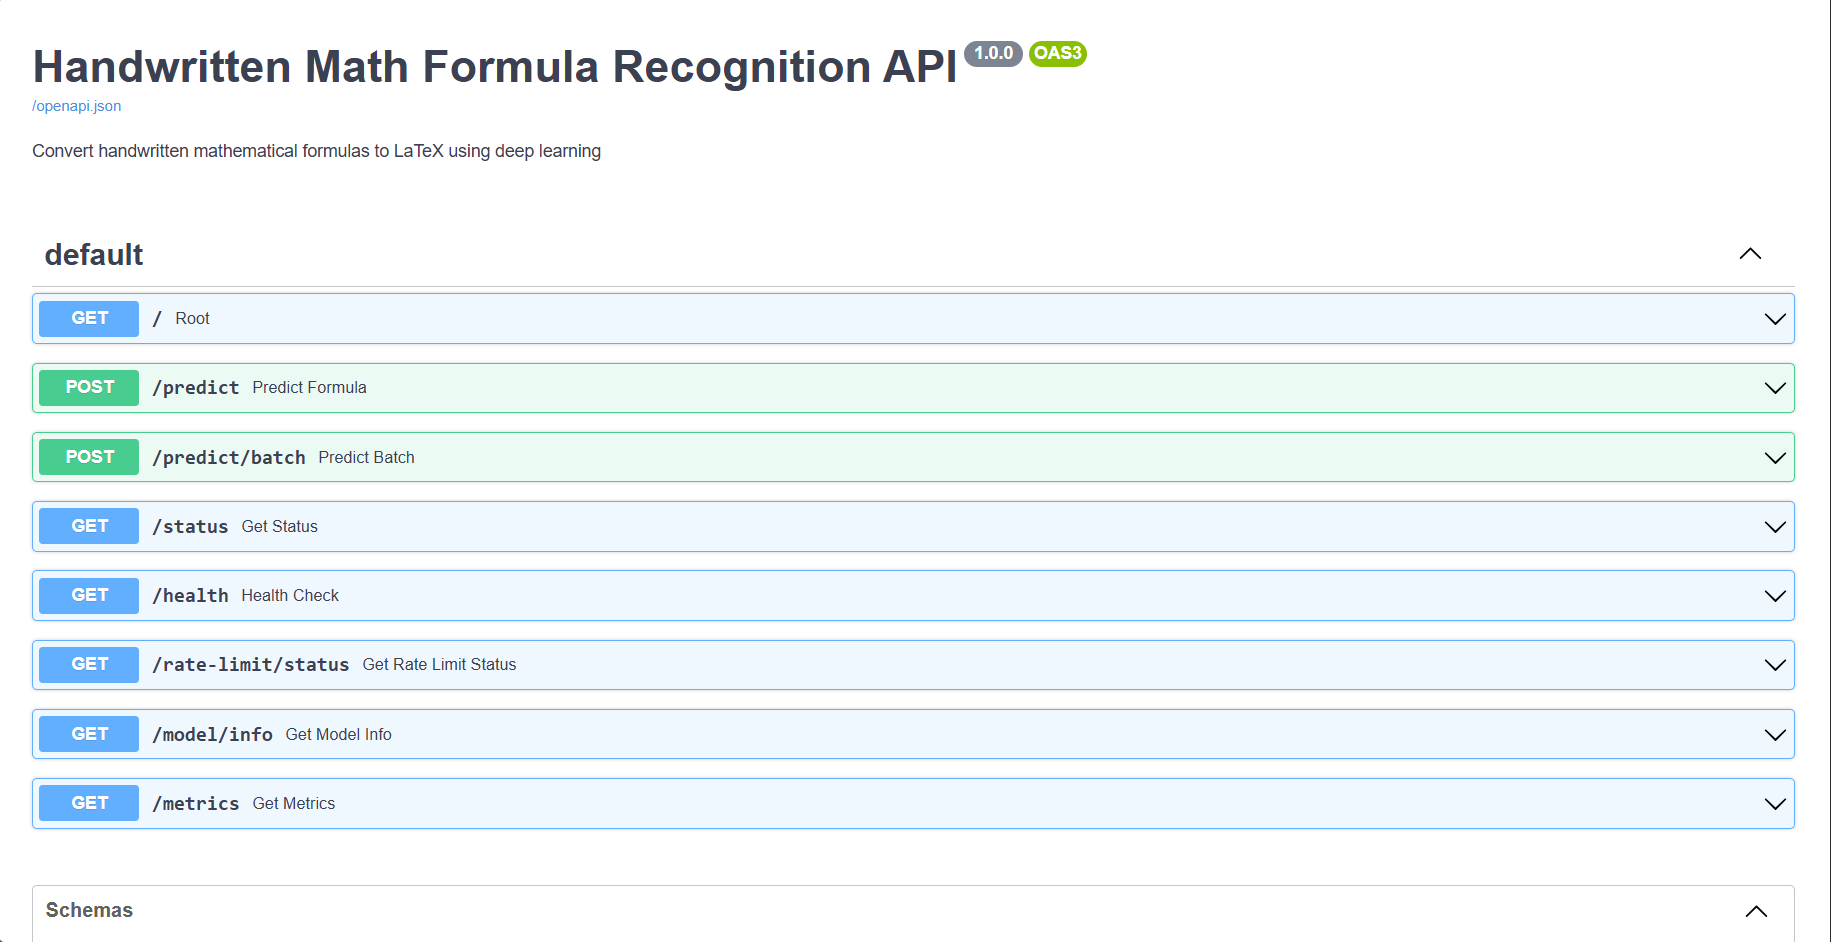 Handwritten Math Formula Recognition API 1.0.0 OAS3
/openapi.json
Convert handwritten mathematical formulas to LaTeX using deep learning
default
GET / Root
POST /predict Predict Formula
POST /predict/batch Predict Batch
GET /status Get Status
GET /health Health Check
GET /rate-limit/status Get Rate Limit Status
GET /model/info Get Model Info
GET /metrics Get Metrics
Schemas